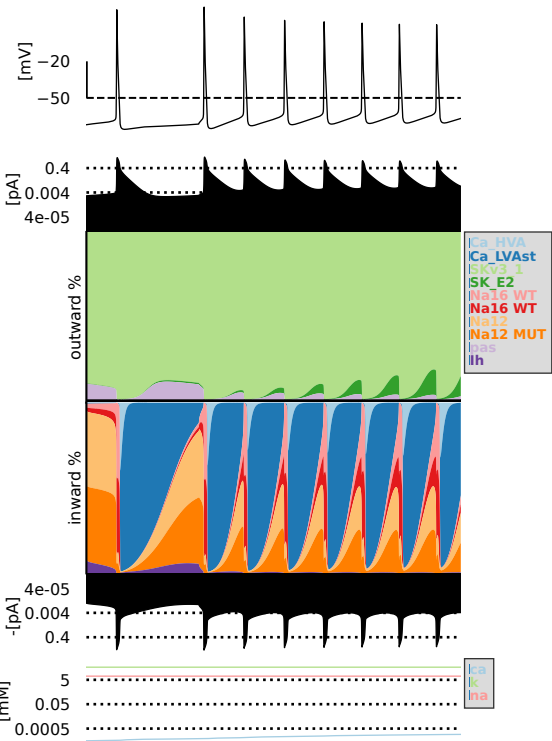 [mV]
−20
−50
[pA]
0.4
0.004
4e-05
outward %
Ca_HVA
Ca_LVAst
SKv3_1
SK_E2
Na16 WT
Na16 WT
Na12
Na12 MUT
pas
Ih
inward %
-[pA]
4e-05
0.004
0.4
[mM]
5
0.05
0.0005
ca
k
na